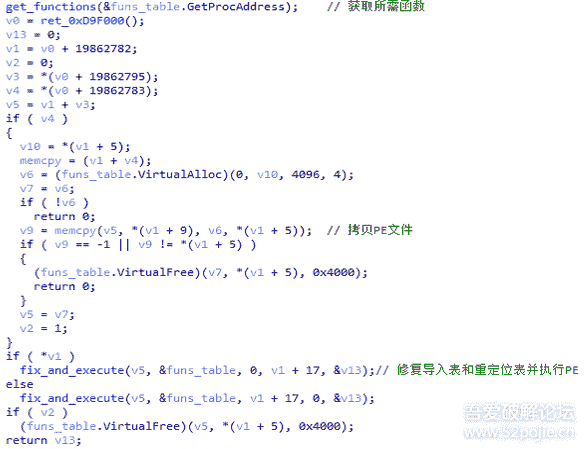 get_functions(&funs_table.GetProcAddress);    // 获取所需函数
v0 = ret_0xD9F000();
v13 = 0;
v1 = v0 + 19862782;
v2 = 0;
v3 = *(v0 + 19862795);
v4 = *(v0 + 19862783);
v5 = v1 + v3;
if ( v4 )
{
  v10 = *(v1 + 5);
  memcpy = (v1 + v4);
  v6 = (funs_table.VirtualAlloc)(0, v10, 4096, 4);
  v7 = v6;
  if ( !v6 )
    return 0;
  v9 = memcpy(v5, *(v1 + 9), v6, *(v1 + 5));  // 拷贝PE文件
  if ( v9 == -1 || v9 != *(v1 + 5) )
  {
    (funs_table.VirtualFree)(v7, *(v1 + 5), 0x4000);
    return 0;
  }
  v5 = v7;
  v2 = 1;
}
if ( *v1 )
  fix_and_execute(v5, &funs_table, 0, v1 + 17, &v13);// 修复导入表和重定位表并执行PE
else
  fix_and_execute(v5, &funs_table, v1 + 17, 0, &v13);
if ( v2 )
  (funs_table.VirtualFree)(v5, *(v1 + 5), 0x4000);
return v13;
吾爱破解论坛
www.52pojie.cn